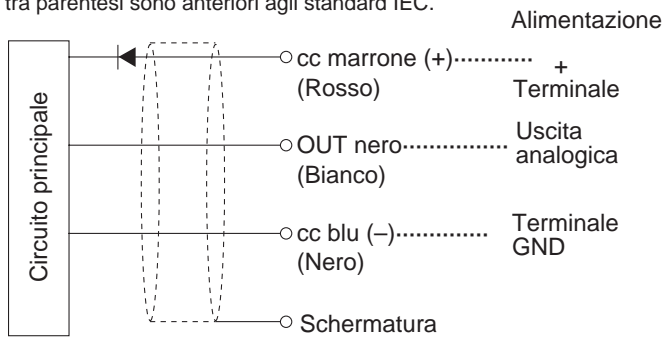 tra parentesi sono anteriori agli standard IEC.
Alimentazione
cc marrone (+)
+
(Rosso)
Terminale
OUT nero
Uscita
analogica
(Bianco)
Circuito principale
cc blu (–)
Terminale
GND
(Nero)
Schermatura